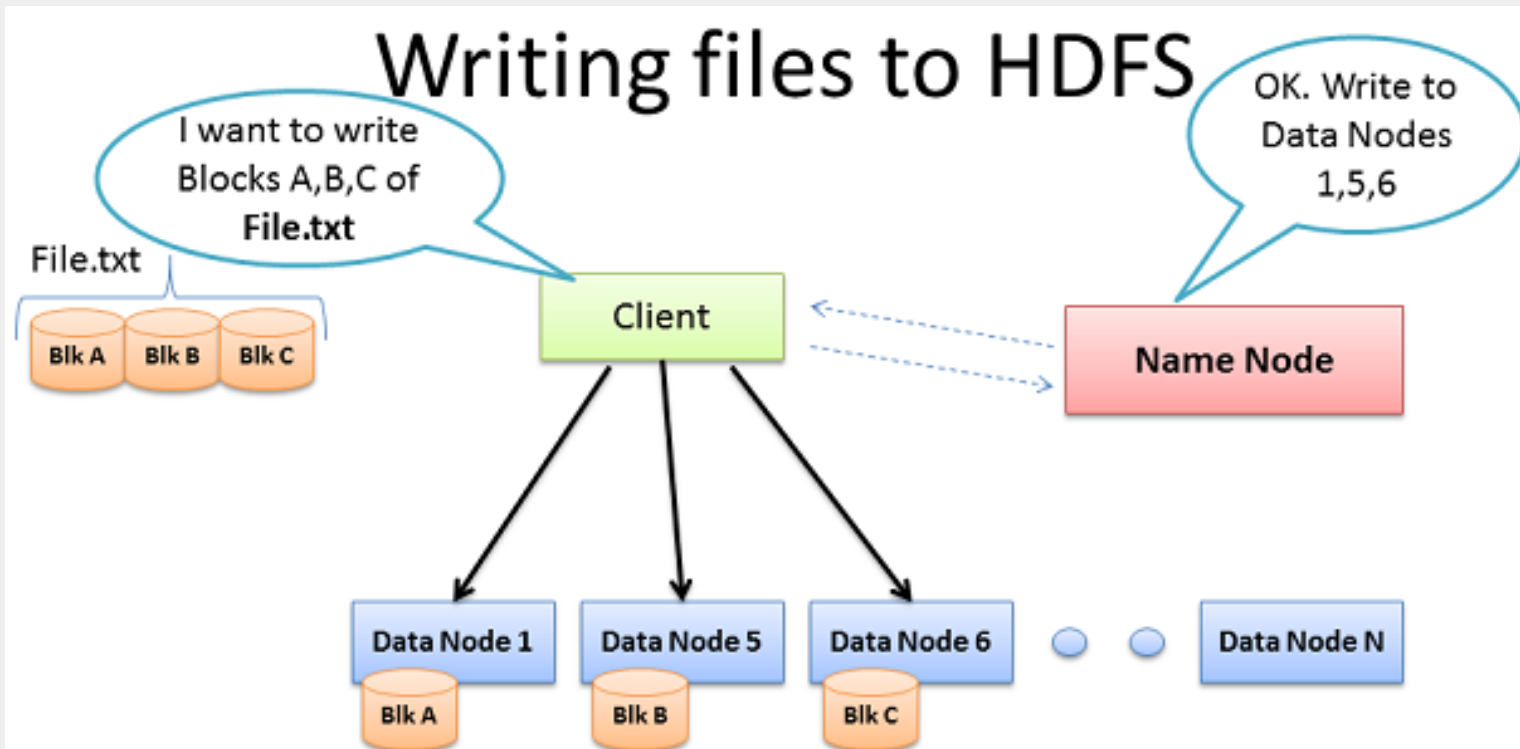 Writing files to HDFS
I want to write
Blocks A,B,C of
File.txt
OK. Write to
Data Nodes
1,5,6
File.txt
Blk A
Blk B
Blk C
Client
Name Node
Data Node 1
Data Node 5
Data Node 6
Data Node N
Blk A
Blk B
Blk C